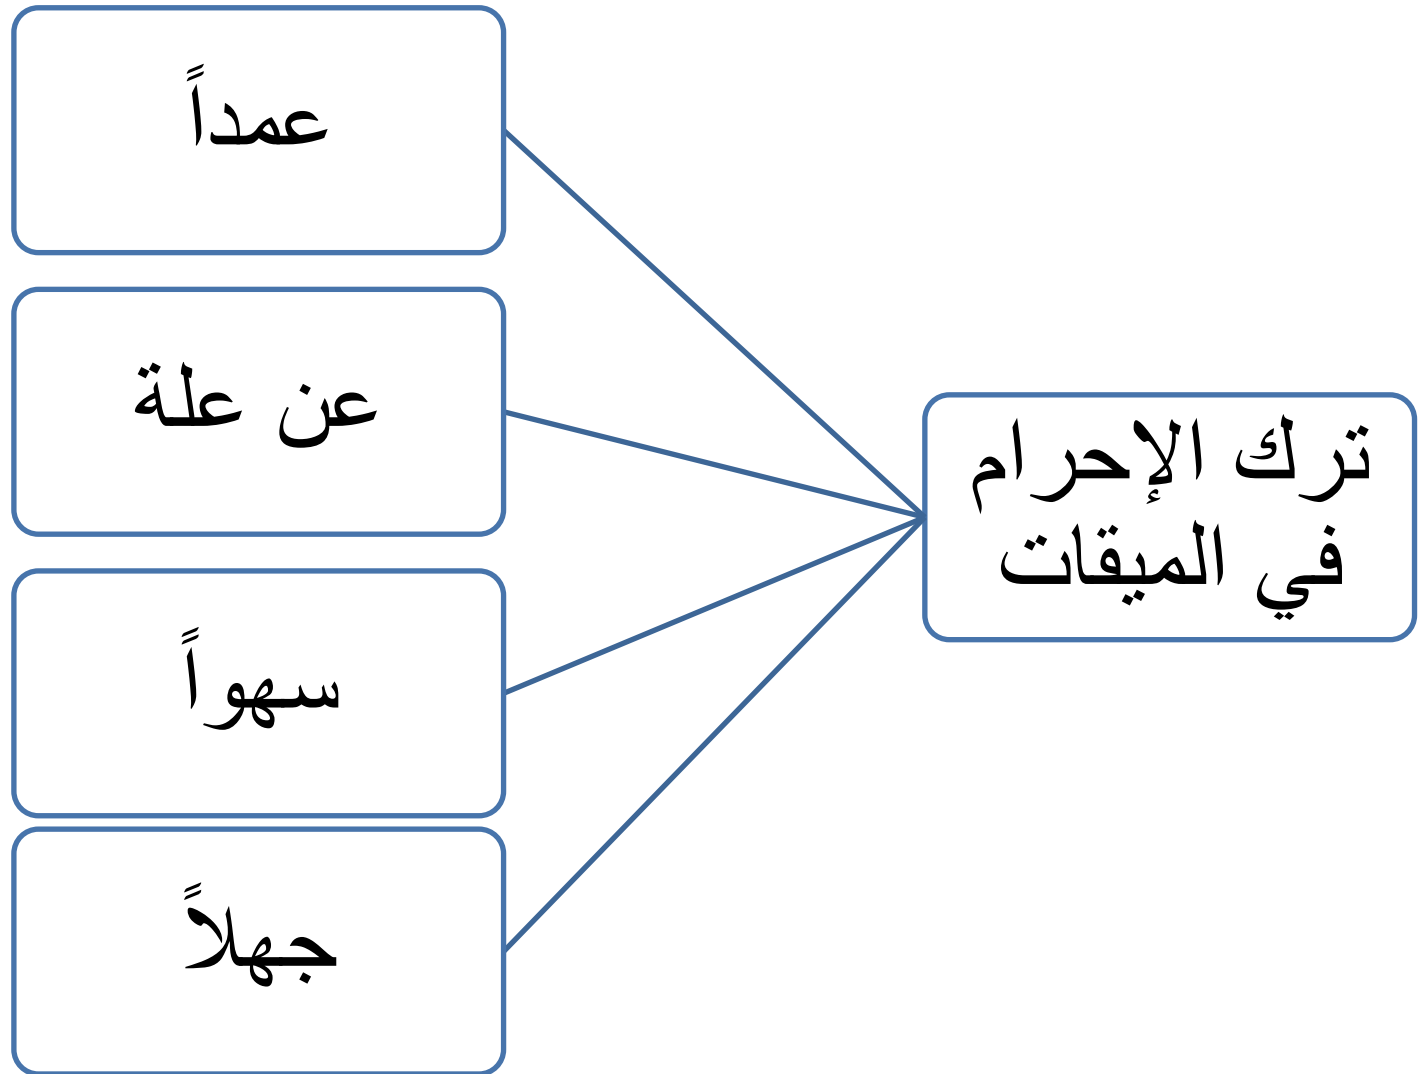 ترك الإحرام
في الميقات
عمداً
عن علة
سهواً
جهلاً